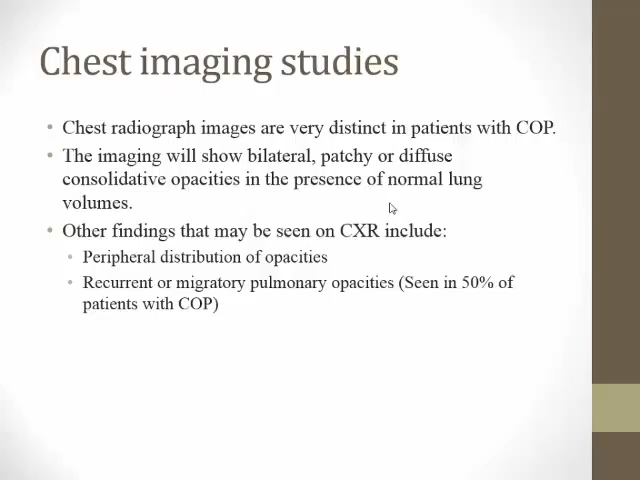 Chest imaging studies
• Chest radiograph images are very distinct in patients with COP.
• The imaging will show bilateral, patchy or diffuse
consolidative opacities in the presence of normal lung
volumes.
• Other findings that may be seen on CXR include:
• Peripheral distribution of opacities
• Recurrent or migratory pulmonary opacities (Seen in 50% of
patients with COP)